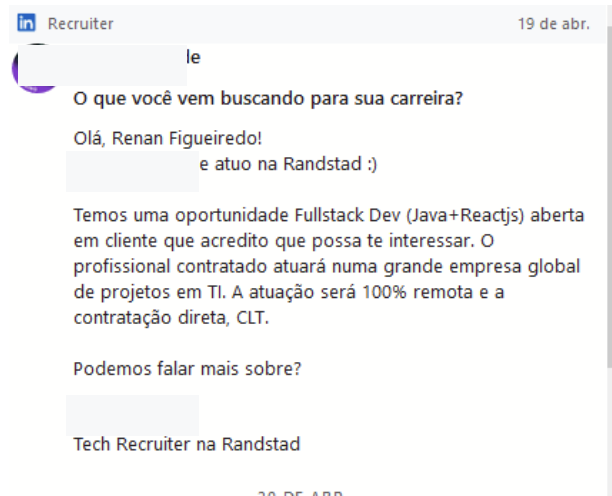 in Recruiter 19 de abr.
le
O que você vem buscando para sua carreira?
Olá, Renan Figueiredo!
e atuo na Randstad :)
Temos uma oportunidade Fullstack Dev (Java+Reactjs) aberta
em cliente que acredito que possa te interessar. O
profissional contratado atuará numa grande empresa global
de projetos em TI. A atuação será 100% remota e a
contratação direta, CLT.
Podemos falar mais sobre?
Tech Recruiter na Randstad